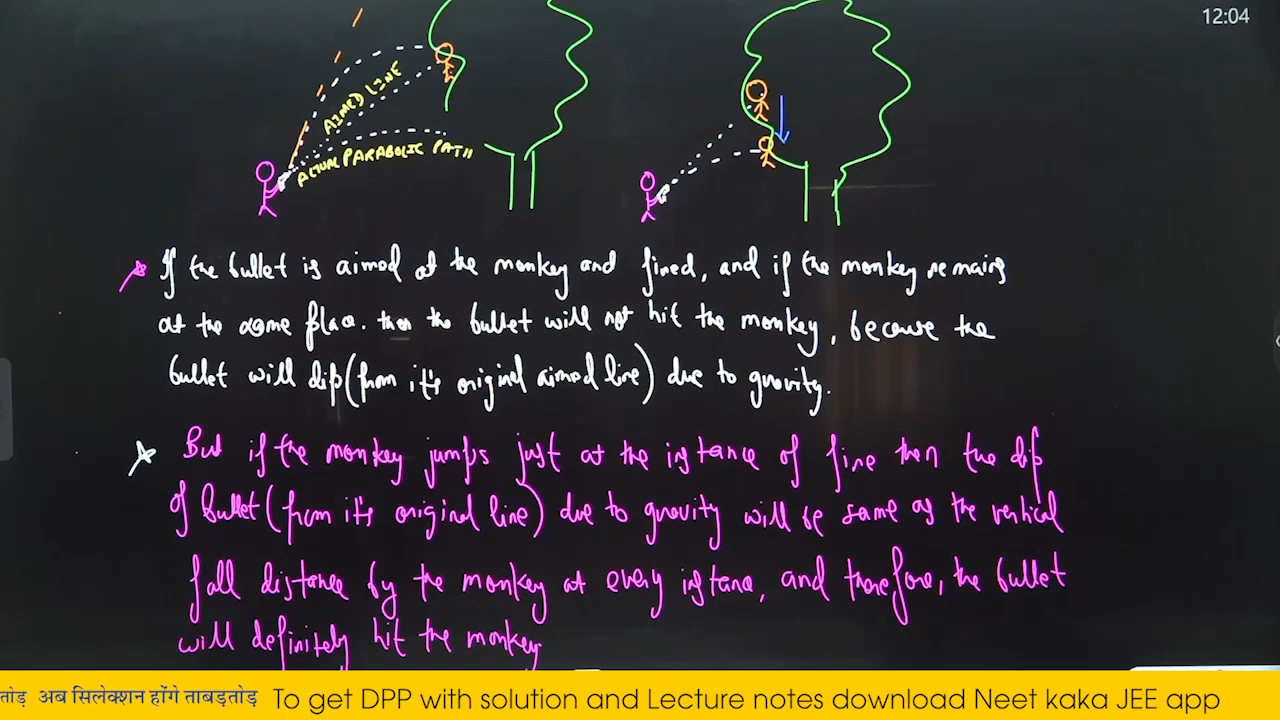 12:04
AIMED LINE
ACTUAL PARABOLIC PATH
If the bullet is aimed at the monkey and fired, and if the monkey remains
at the same place. then the bullet will not hit the monkey, because the
bullet will dip (from it's original aimed line) due to gravity.
But if the monkey jumps just at the instance of fire then the dip
of bullet (from it's original line) due to gravity will be same as the vertical
fall distance by the monkey at every instance, and therefore, the bullet
will definitely hit the monkey.
तोड़ अब सिलेक्शन होंगे ताबड़तोड़ To get DPP with solution and Lecture notes download Neet kaka JEE app